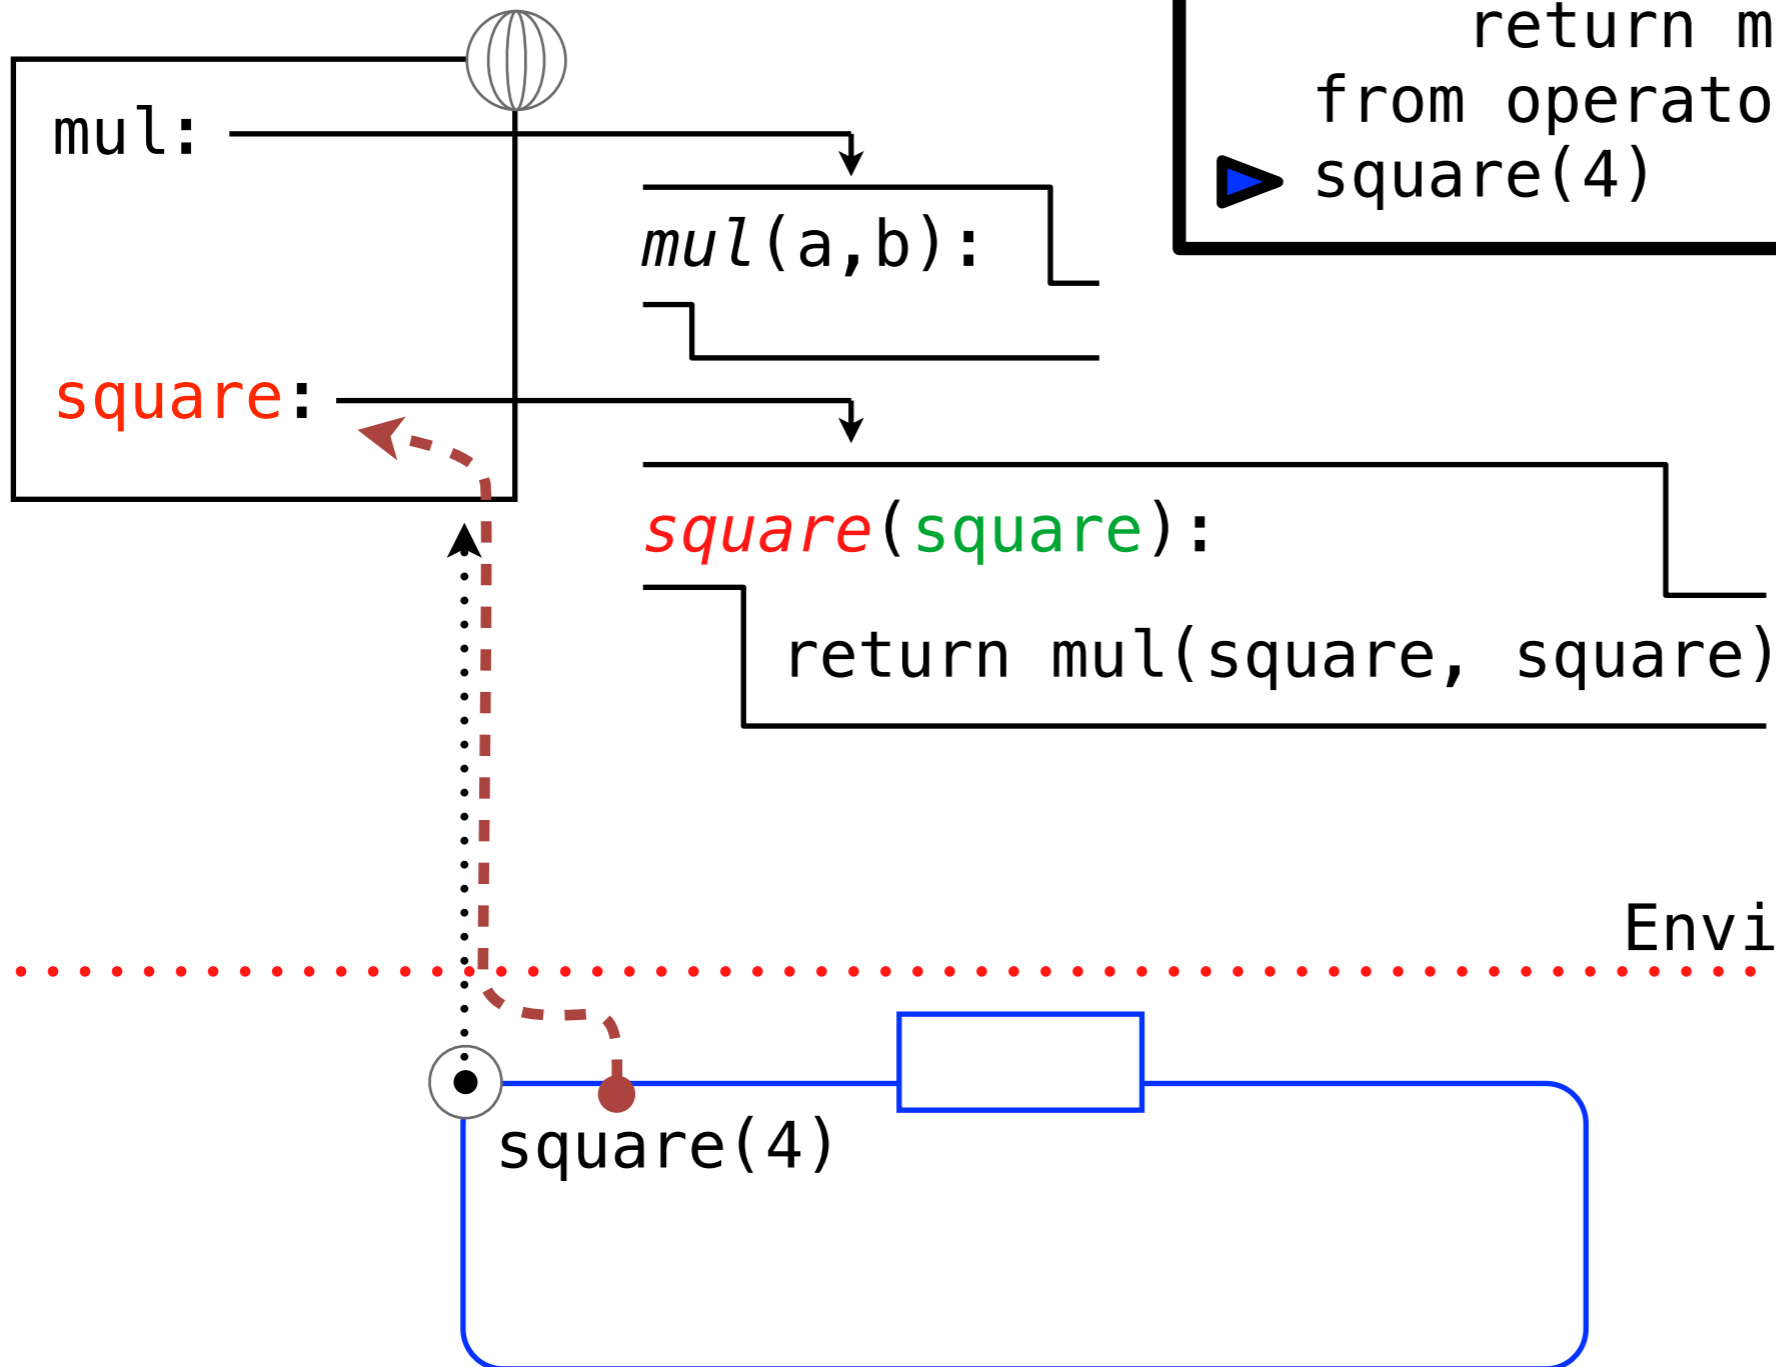 return m
from operato
square(4)
mul:
mul(a,b):
square:
square(square):
return mul(square, square)
Envi
square(4)